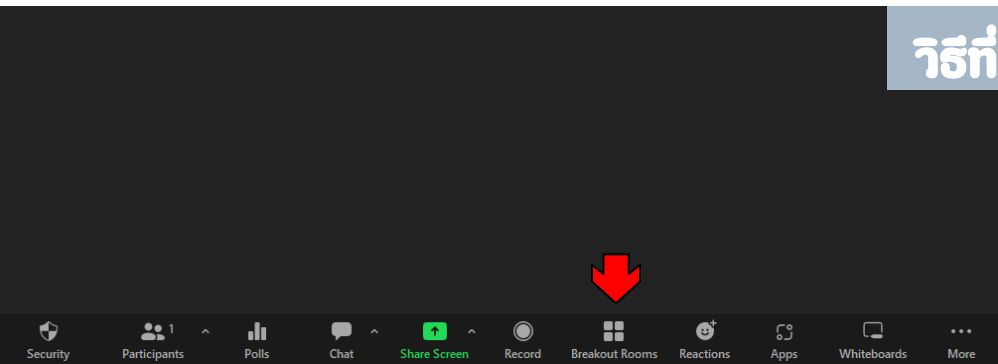 วิธีที่
1
Security
Participants
Polls
Chat
Share Screen
Record
Breakout Rooms
Reactions
Apps
Whiteboards
More